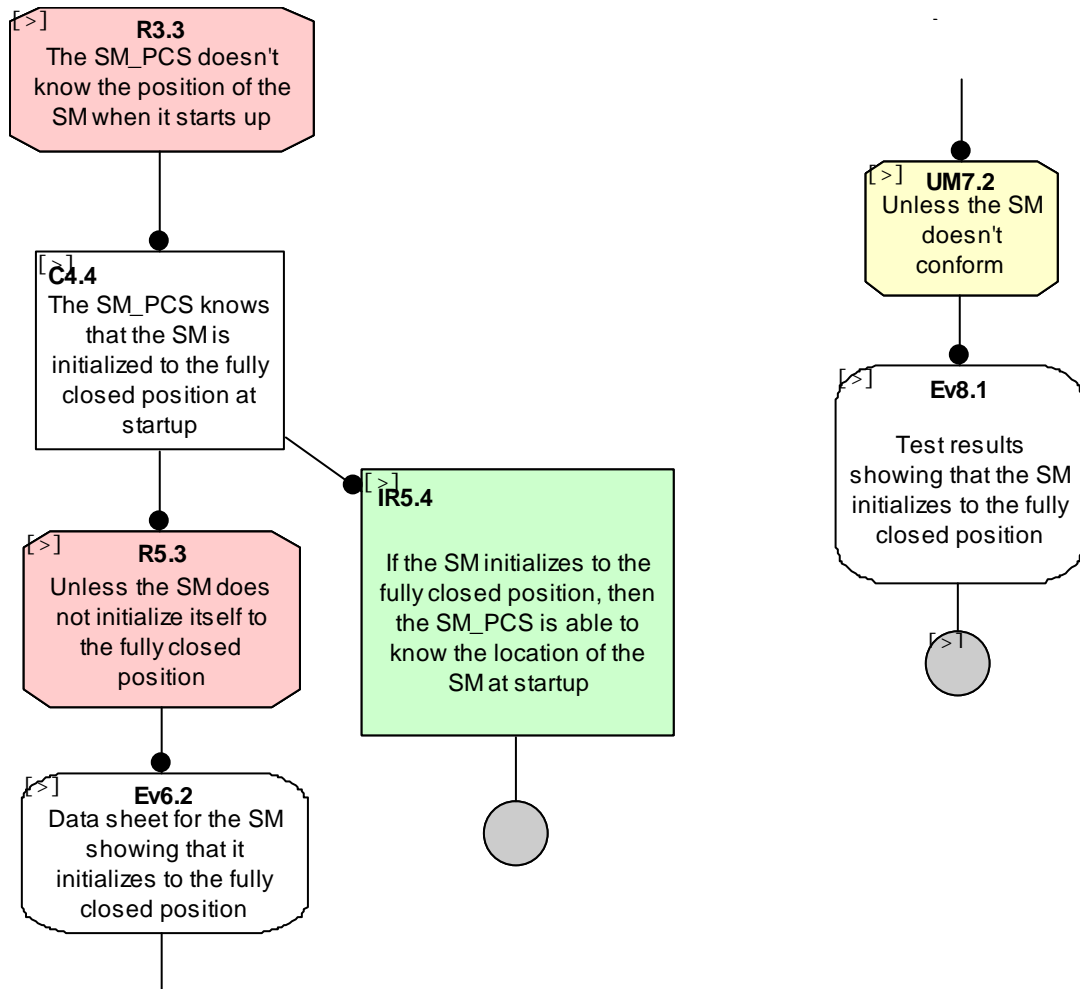 [>]
R3.3
The SM_PCS doesn't
know the position of the
SM when it starts up
[>]
C4.4
The SM_PCS knows
that the SM is
initialized to the fully
closed position at
startup
[>]
R5.3
Unless the SM does
not initialize itself to
the fully closed
position
[>]
Ev6.2
Data sheet for the SM
showing that it
initializes to the fully
closed position
[>]
IR5.4
If the SM initializes to the
fully closed position, then
the SM_PCS is able to
know the location of the
SM at startup
[>]
UM7.2
Unless the SM
doesn't
conform
[>]
Ev8.1
Test results
showing that the SM
initializes to the fully
closed position
[>]